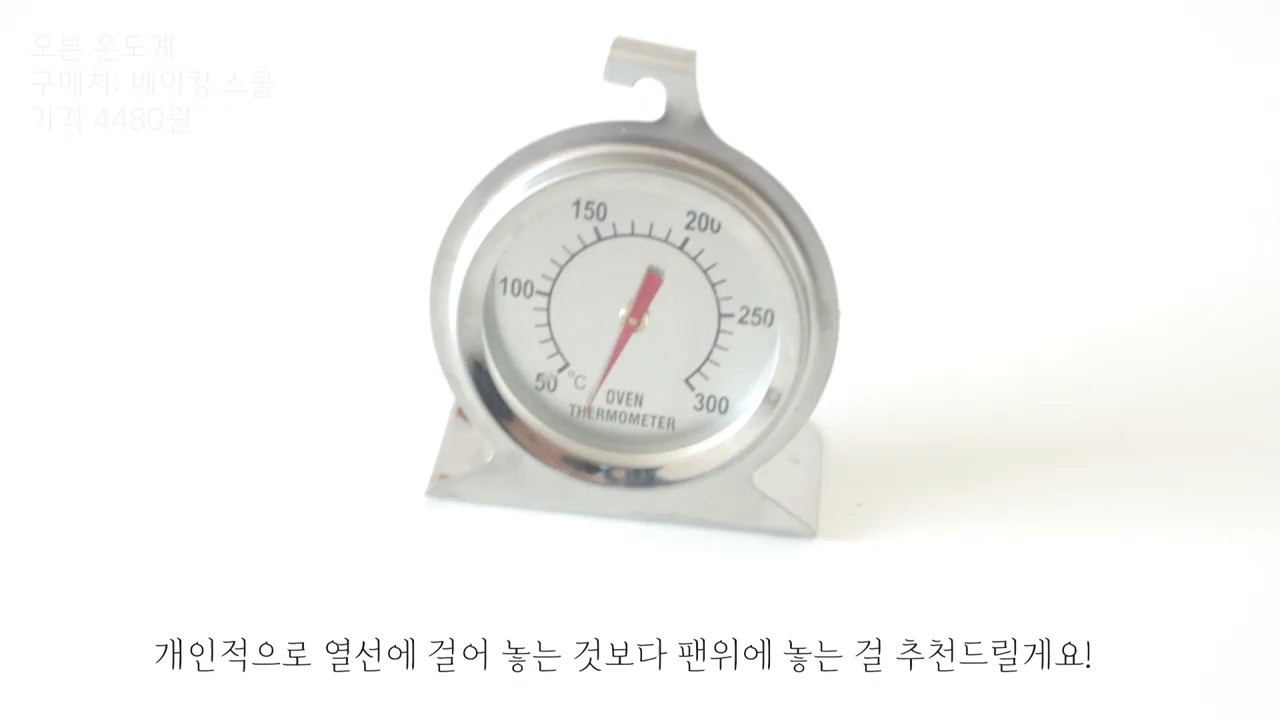 오븐 온도계
구매처: 베이킹 스쿨
가격 4480원
150
200
100
250
50
°C
300
OVEN
THERMOMETER
개인적으로 열선에 걸어 놓는 것보다 팬위에 놓는 걸 추천드릴게요!